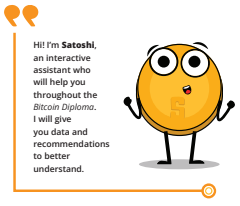 Hi! I'm Satoshi,
an interactive
assistant who
will help you
throughout the
Bitcoin Diploma.
I will give
you data and
recommendations
to better
understand.